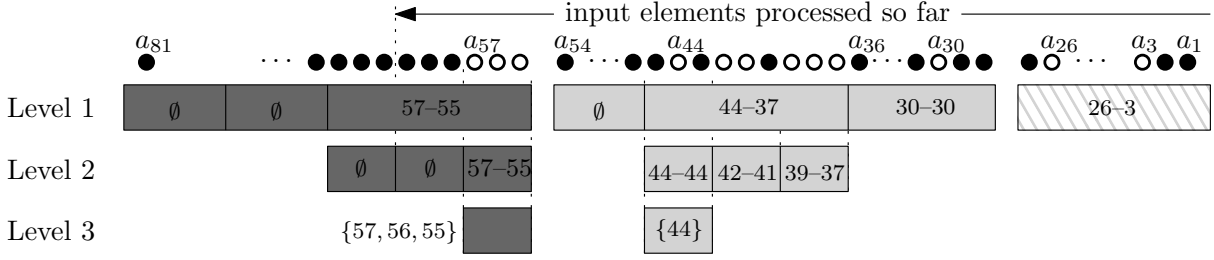 input elements processed so far
a81 ··· a57 a54 ··· a44 a36 ··· a30 a26 ··· a3 a1
Level 1 ∅ ∅ 57–55 ∅ 44–37 30–30 26–3
Level 2 ∅ ∅ 57–55 44–44 42–41 39–37
Level 3 {57, 56, 55} {44}